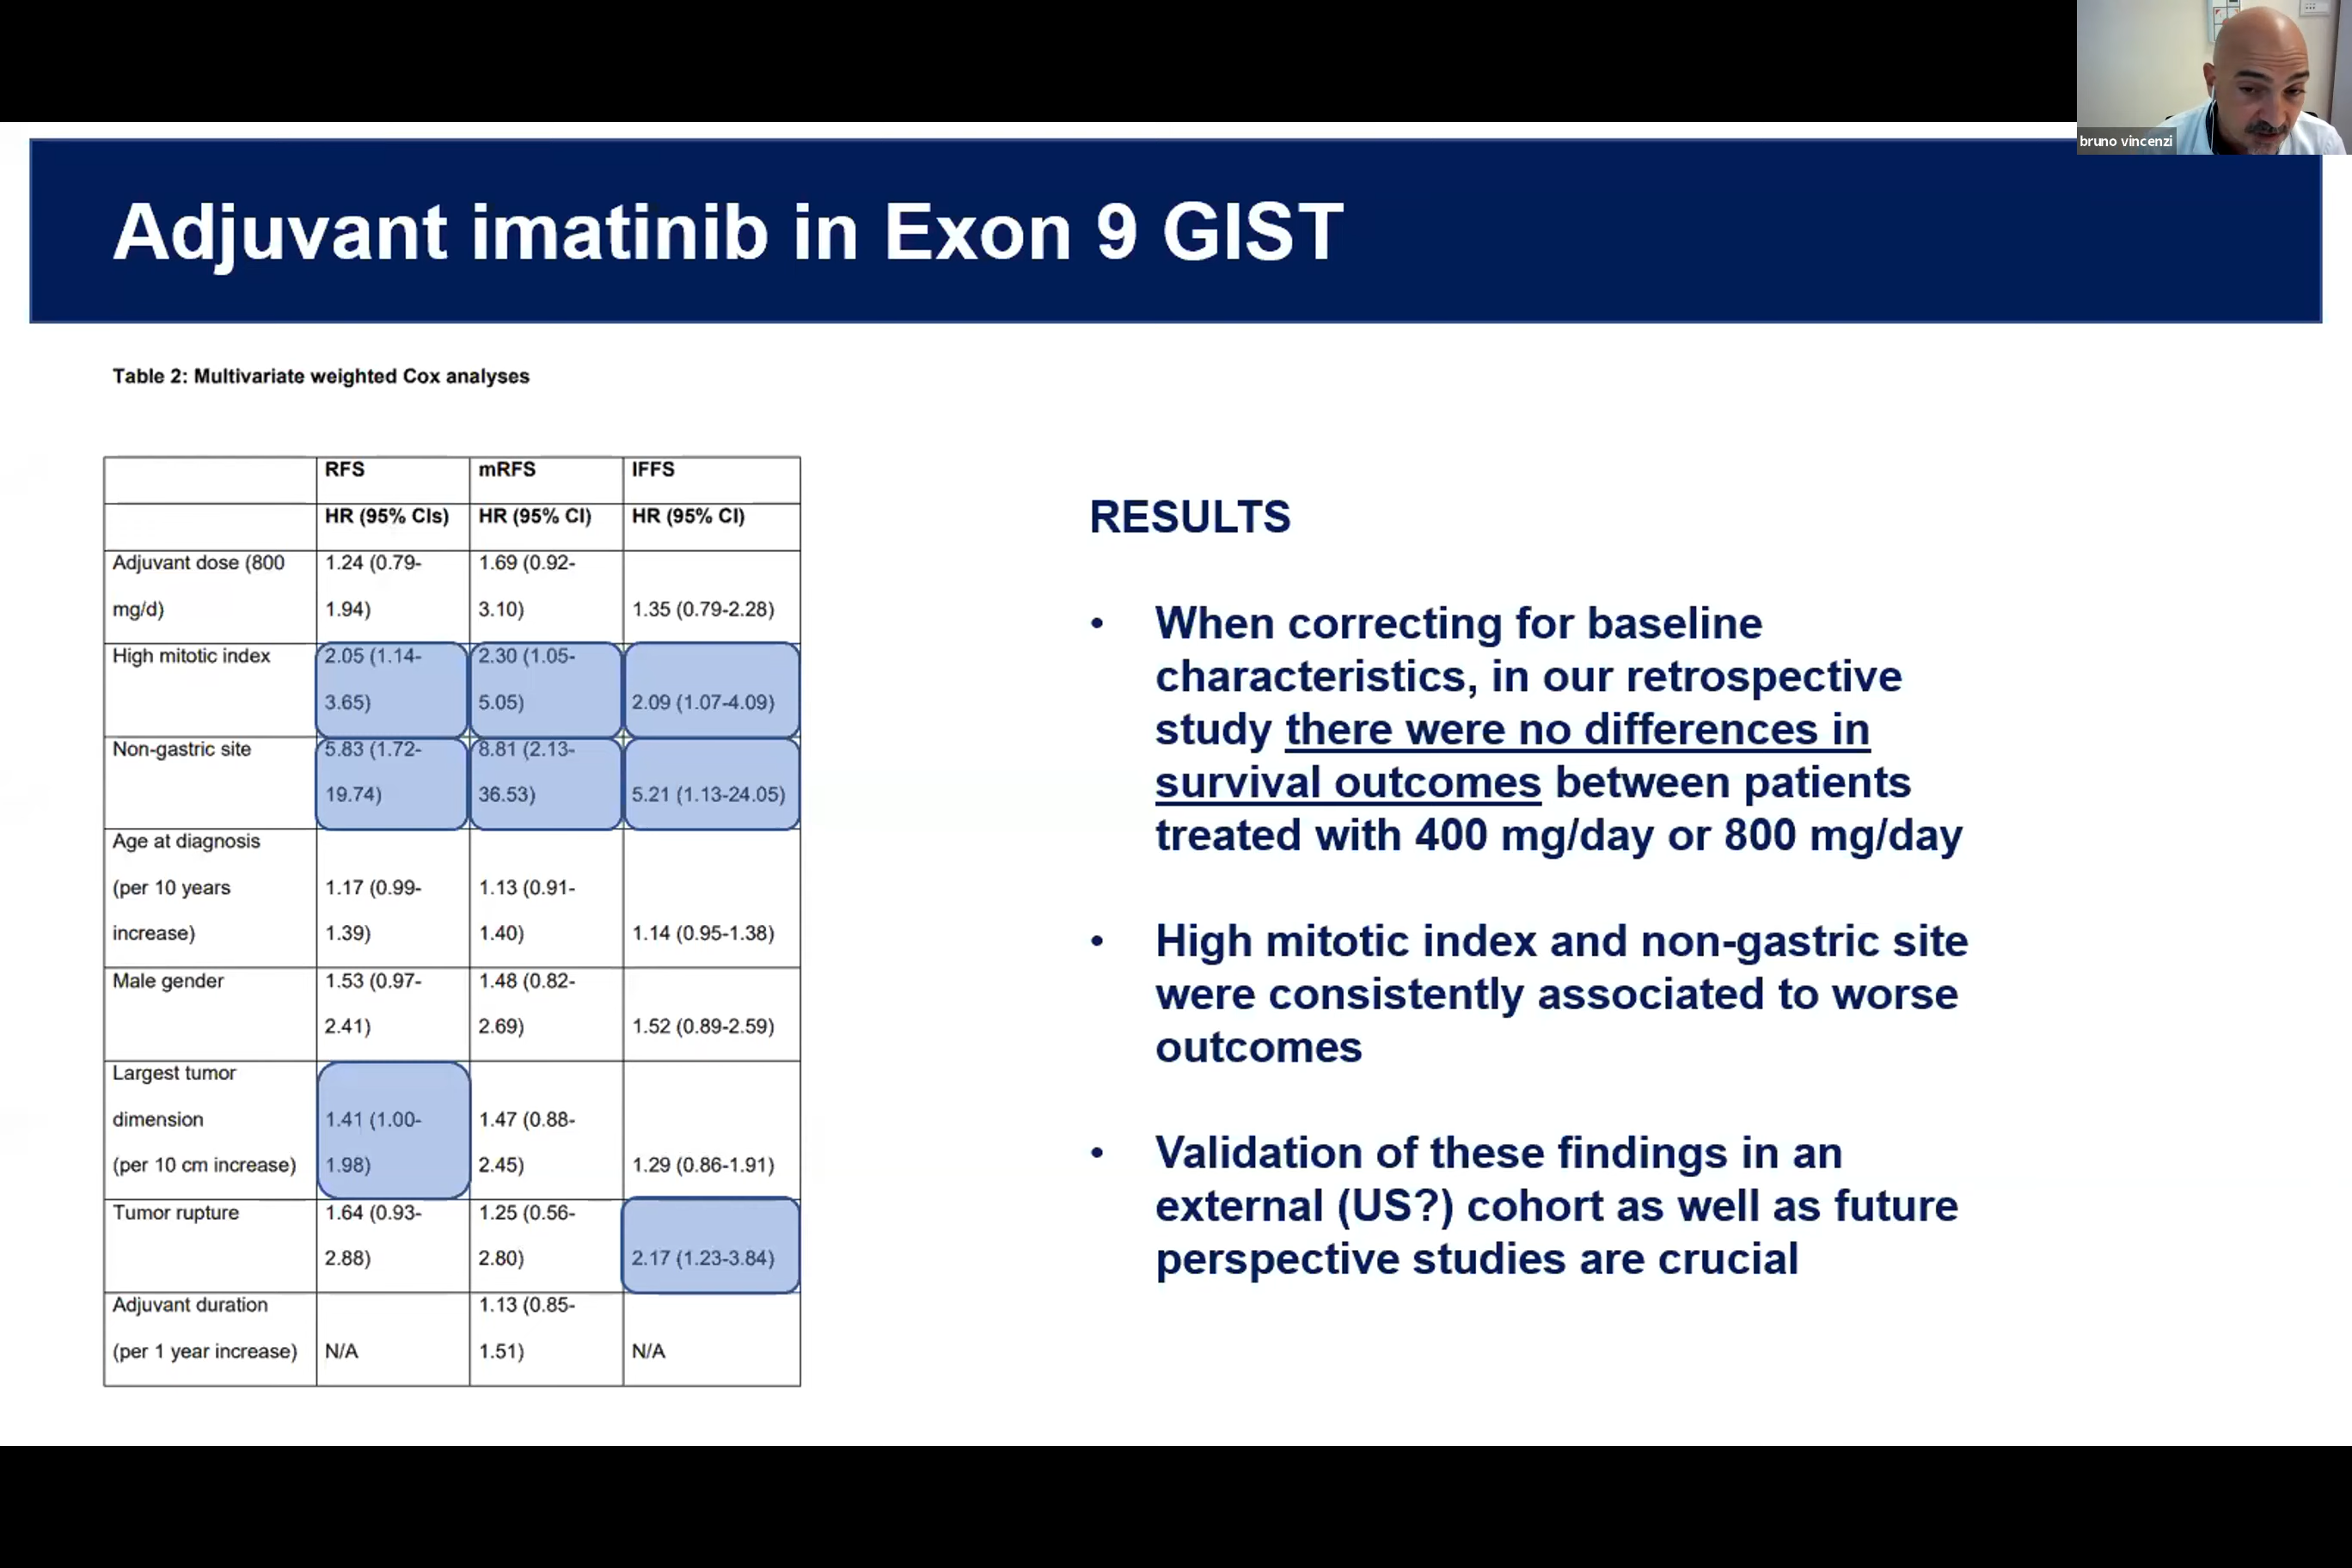 bruno vincenzi
Adjuvant imatinib in Exon 9 GIST
Table 2: Multivariate weighted Cox analyses
RFS mRFS IFFS
HR (95% CIs) HR (95% CI) HR (95% CI)
Adjuvant dose (800 1.24 (0.79- 1.69 (0.92-
mg/d) 1.94) 3.10) 1.35 (0.79-2.28)
High mitotic index 2.05 (1.14- 2.30 (1.05-
3.65) 5.05) 2.09 (1.07-4.09)
Non-gastric site 5.83 (1.72- 8.81 (2.13-
19.74) 36.53) 5.21 (1.13-24.05)
Age at diagnosis
(per 10 years 1.17 (0.99- 1.13 (0.91-
increase) 1.39) 1.40) 1.14 (0.95-1.38)
Male gender 1.53 (0.97- 1.48 (0.82-
2.41) 2.69) 1.52 (0.89-2.59)
Largest tumor
dimension 1.41 (1.00- 1.47 (0.88-
(per 10 cm increase) 1.98) 2.45) 1.29 (0.86-1.91)
Tumor rupture 1.64 (0.93- 1.25 (0.56-
2.88) 2.80) 2.17 (1.23-3.84)
Adjuvant duration 1.13 (0.85-
(per 1 year increase) N/A 1.51) N/A
RESULTS
• When correcting for baseline
characteristics, in our retrospective
study there were no differences in
survival outcomes between patients
treated with 400 mg/day or 800 mg/day
• High mitotic index and non-gastric site
were consistently associated to worse
outcomes
• Validation of these findings in an
external (US?) cohort as well as future
perspective studies are crucial